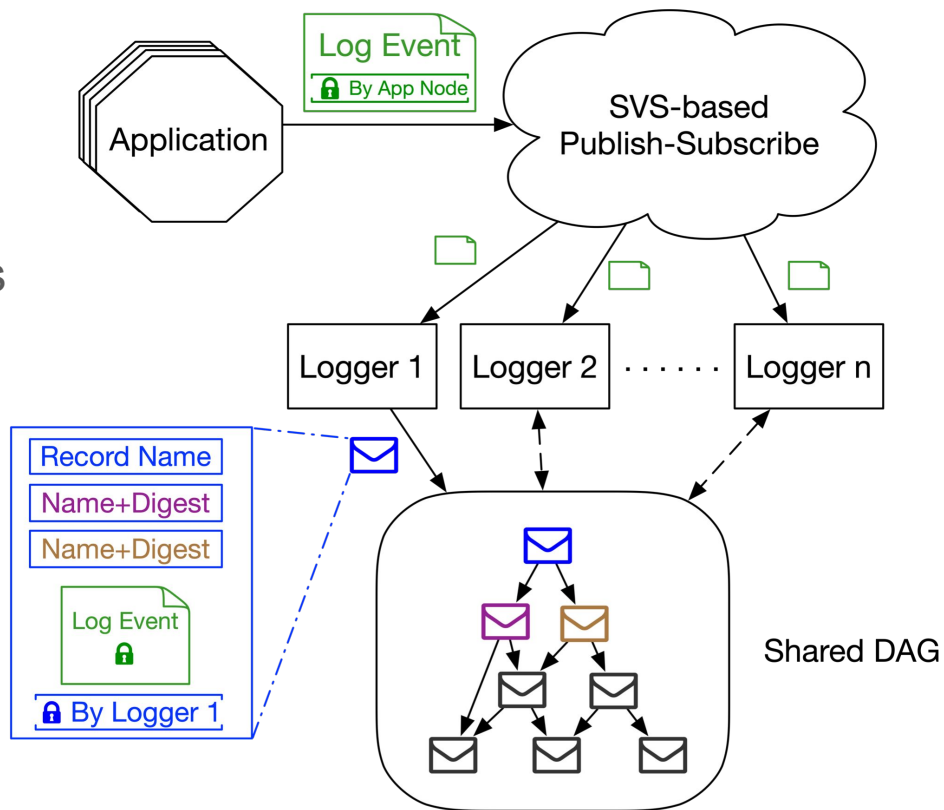 Log Event
By App Node
Application
SVS-based
Publish-Subscribe
s
Logger 1
Logger 2
. . . . . .
Logger n
Record Name
Name+Digest
Name+Digest
Log Event
By Logger 1
Shared DAG